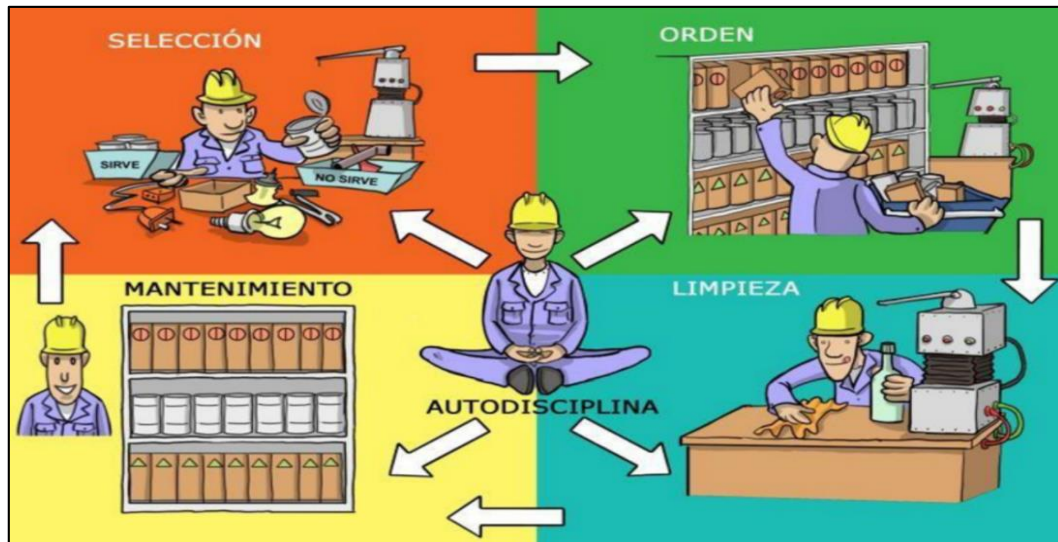 SELECCIÓN
ORDEN
SIRVE
NO SIRVE
MANTENIMIENTO
LIMPIEZA
AUTODISCIPLINA